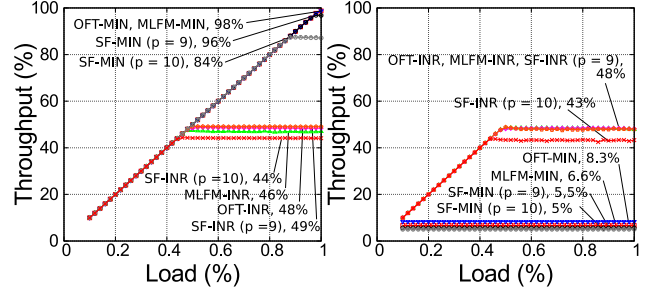 100
80
60
40
20
0
Throughput (%)
OFT-MIN, MLFM-MIN, 98%
SF-MIN (p = 9), 96%
SF-MIN (p = 10), 84%
SF-INR (p =10), 44%
MLFM-INR, 46%
OFT-INR, 48%
SF-INR (p =9), 49%
0 0.2 0.4 0.6 0.8 1.0
Load (%)
100
80
60
40
20
0
Throughput (%)
OFT-INR, MLFM-INR, SF-INR (p = 9),
48%
SF-INR (p = 10), 43%
OFT-MIN, 8.3%
MLFM-MIN, 6.6%
SF-MIN (p = 9), 5,5%
SF-MIN (p = 10), 5%
0 0.2 0.4 0.6 0.8 1.0
Load (%)